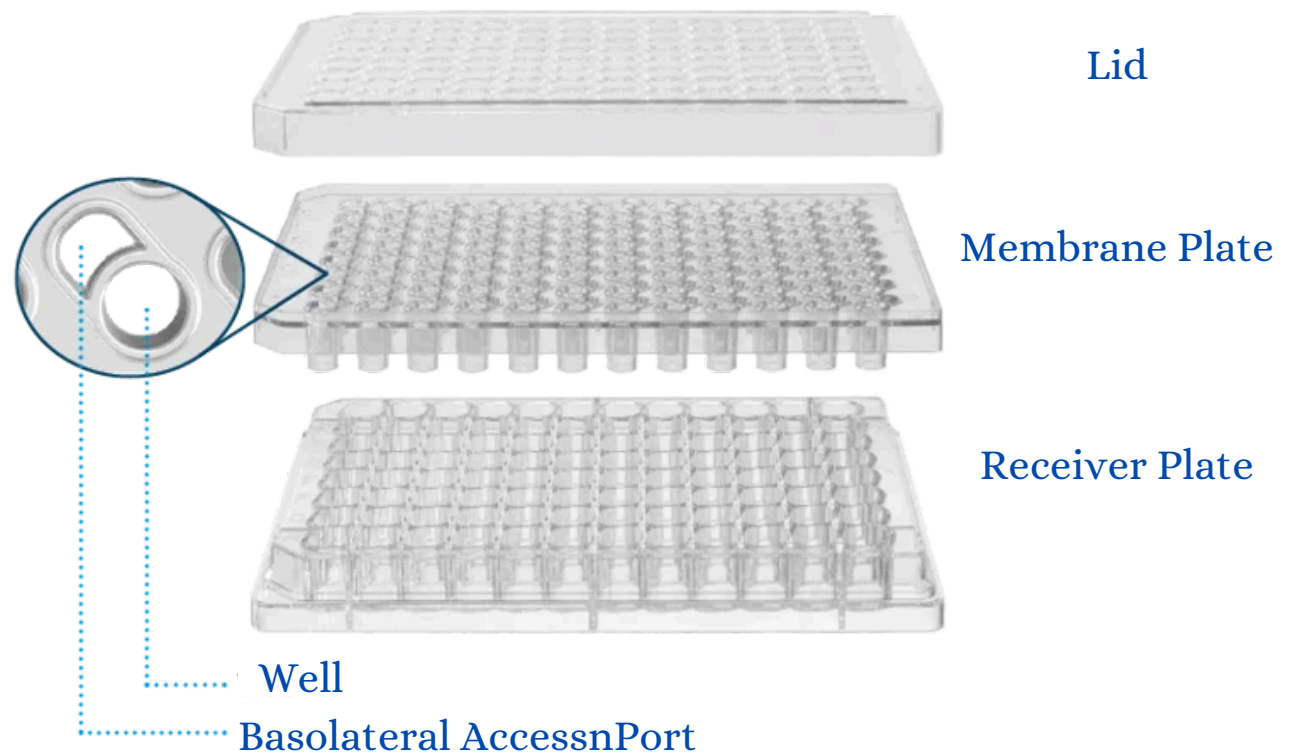 Lid
Membrane Plate
Receiver Plate
Well
Basolateral AccessnPort